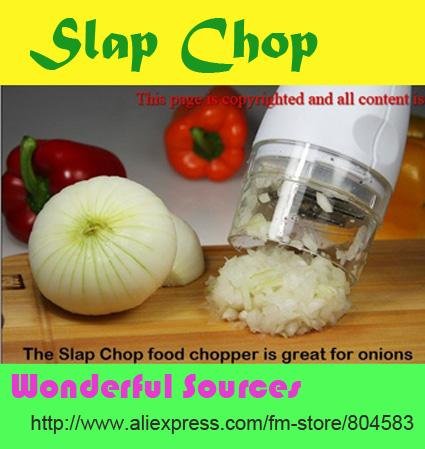 Slap Chop
This page is copyrighted and all content is
The Slap Chop food chopper is great for onions
Wonderful Sources
http://www.aliexpress.com/fm-store/804583